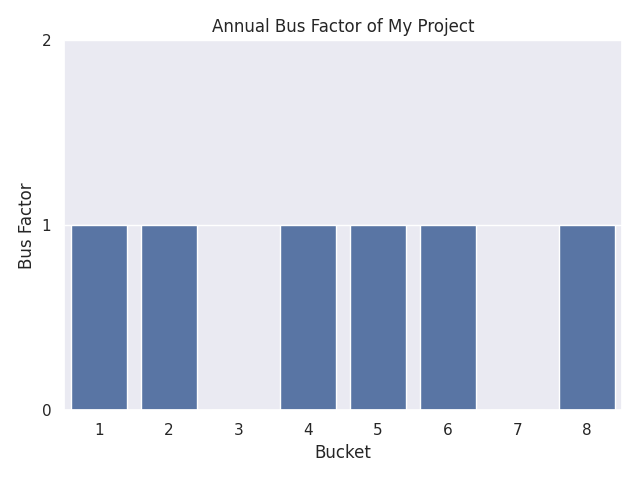 Annual Bus Factor of My Project
2
1
0
Bus Factor
1 2 3 4 5 6 7 8
Bucket